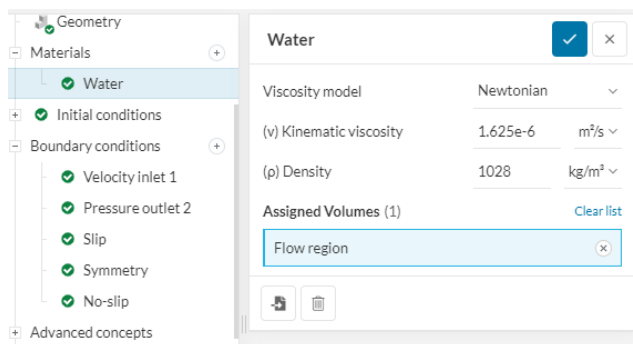 Geometry
Materials
Water
Initial conditions
Boundary conditions
Velocity inlet 1
Pressure outlet 2
Slip
Symmetry
No-slip
Advanced concepts
Water
Viscosity model Newtonian
(ν) Kinematic viscosity 1.625e-6 m²/s
(ρ) Density 1028 kg/m³
Assigned Volumes (1) Clear list
Flow region